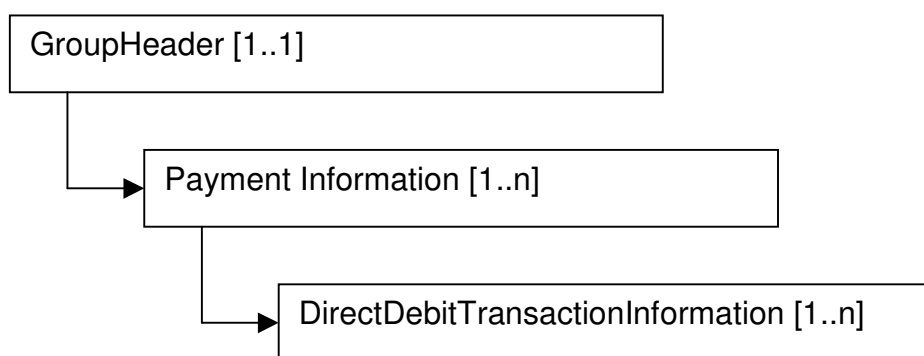 GroupHeader [1..1]
Payment Information [1..n]
DirectDebitTransactionInformation [1..n]